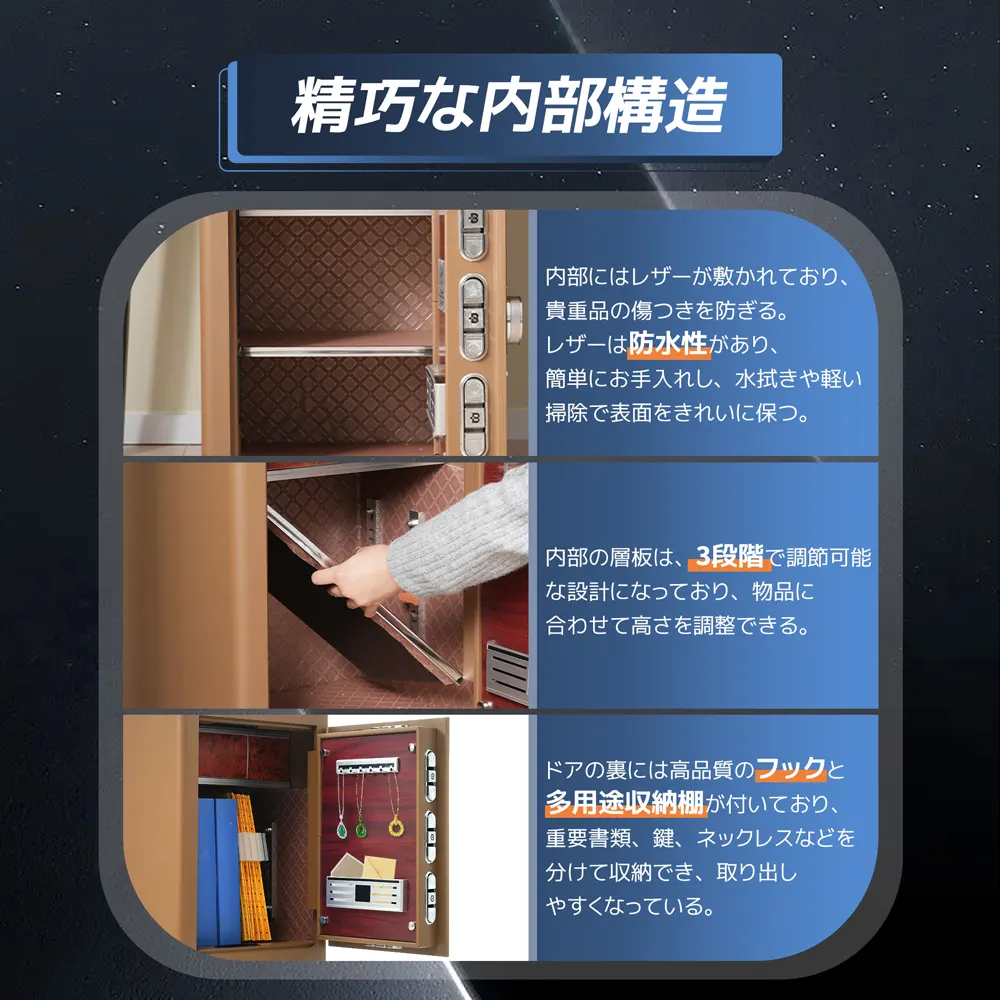 精巧な内部構造
内部にはレザーが敷かれており、
貴重品の傷つきを防ぎる。
レザーは防水性があり、
簡単にお手入れし、水拭きや軽い
掃除で表面をきれいに保つ。
内部の層板は、3段階で調節可能
な設計になっており、物品に
合わせて高さを調整できる。
ドアの裏には高品質のフックと
多用途収納棚が付いており、
重要書類、鍵、ネックレスなどを
分けて収納でき、取り出し
やすくなっている。